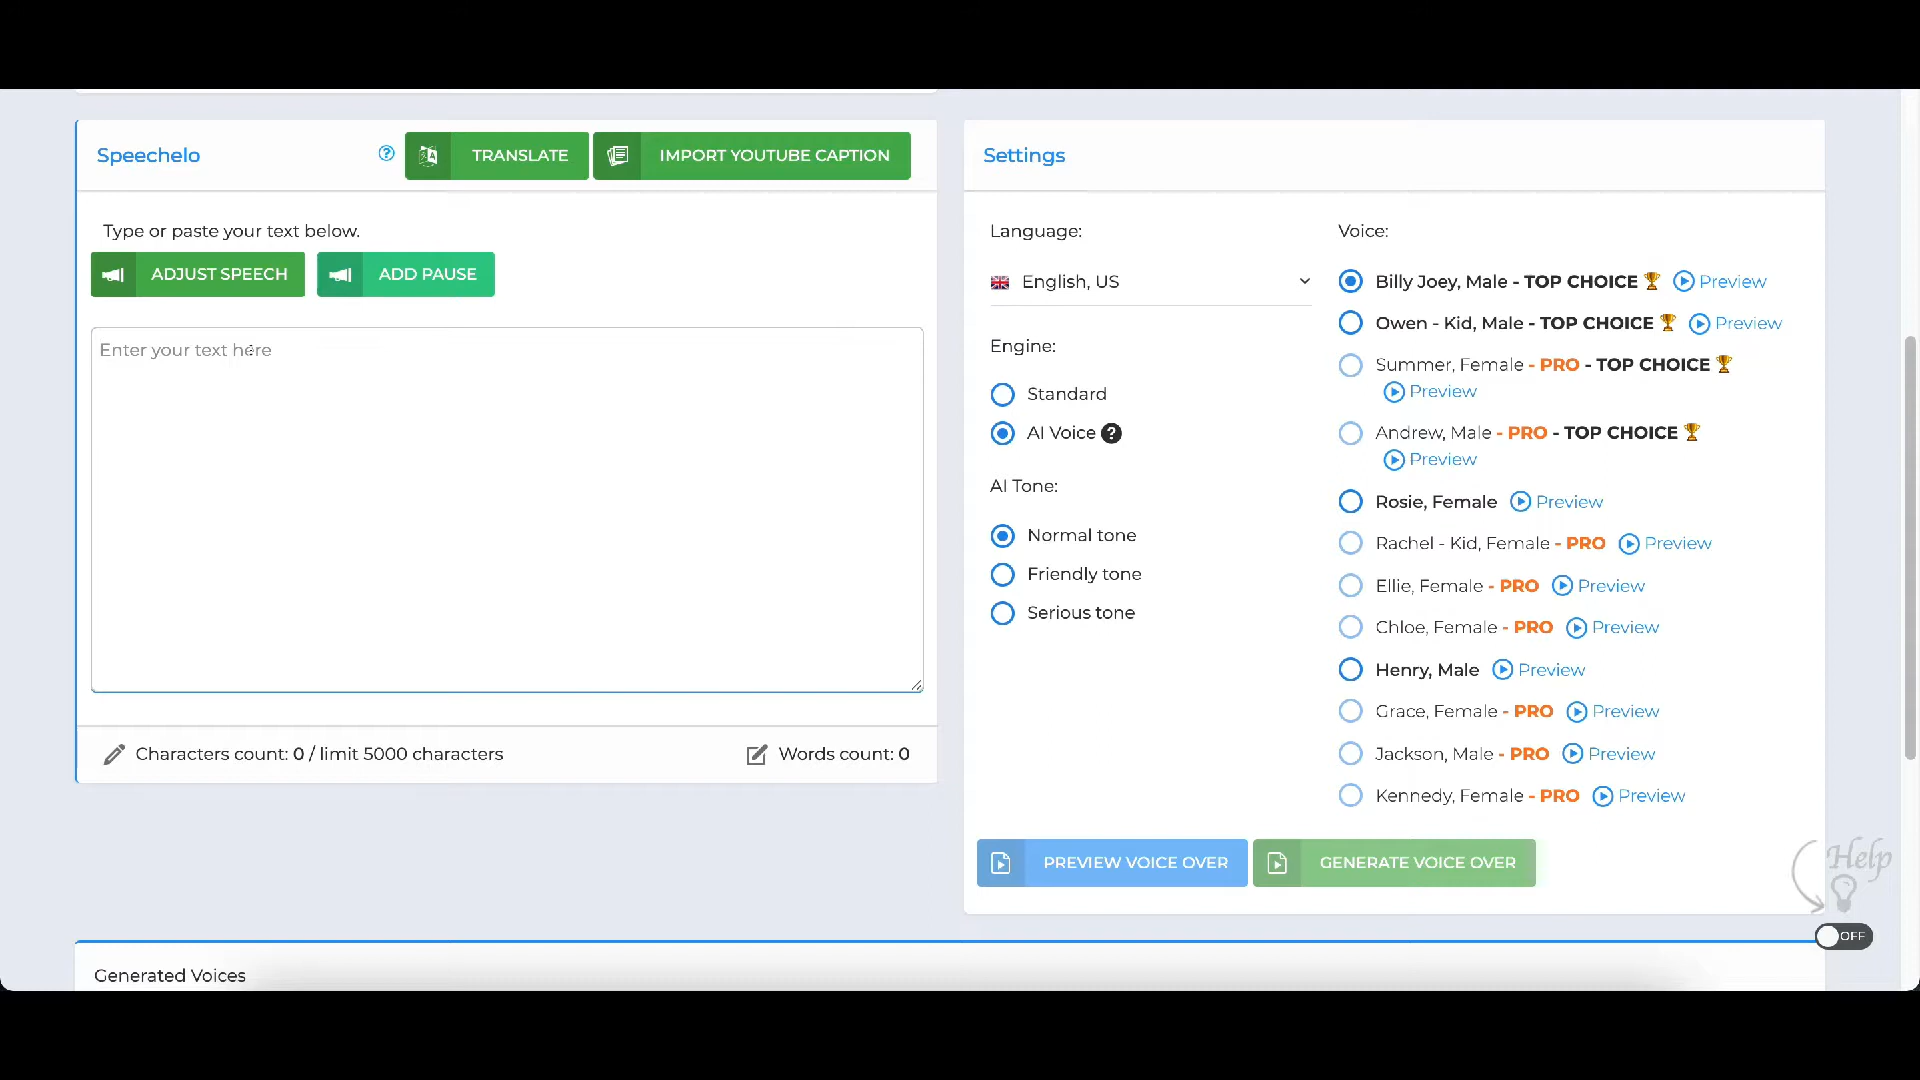 Speechelo
TRANSLATE
IMPORT YOUTUBE CAPTION
Type or paste your text below.
ADJUST SPEECH
ADD PAUSE
Enter your text here
Characters count: 0 / limit 5000 characters
Words count: 0
Settings
Language:
English, US
Engine:
Standard
AI Voice ?
AI Tone:
Normal tone
Friendly tone
Serious tone
Voice:
Billy Joey, Male - TOP CHOICE 🏆 Preview
Owen - Kid, Male - TOP CHOICE 🏆 Preview
Summer, Female - PRO - TOP CHOICE 🏆
Preview
Andrew, Male - PRO - TOP CHOICE 🏆
Preview
Rosie, Female Preview
Rachel - Kid, Female - PRO Preview
Ellie, Female - PRO Preview
Chloe, Female - PRO Preview
Henry, Male Preview
Grace, Female - PRO Preview
Jackson, Male - PRO Preview
Kennedy, Female - PRO Preview
PREVIEW VOICE OVER
GENERATE VOICE OVER
Help
OFF
Generated Voices